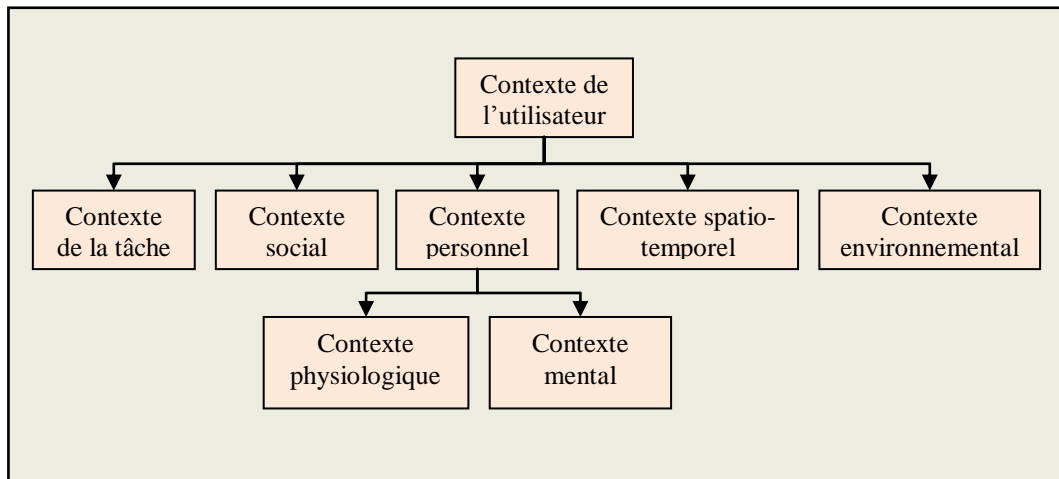 Contexte de
l’utilisateur
Contexte
de la tâche
Contexte
social
Contexte
personnel
Contexte spatio-
temporel
Contexte
environnemental
Contexte
physiologique
Contexte
mental